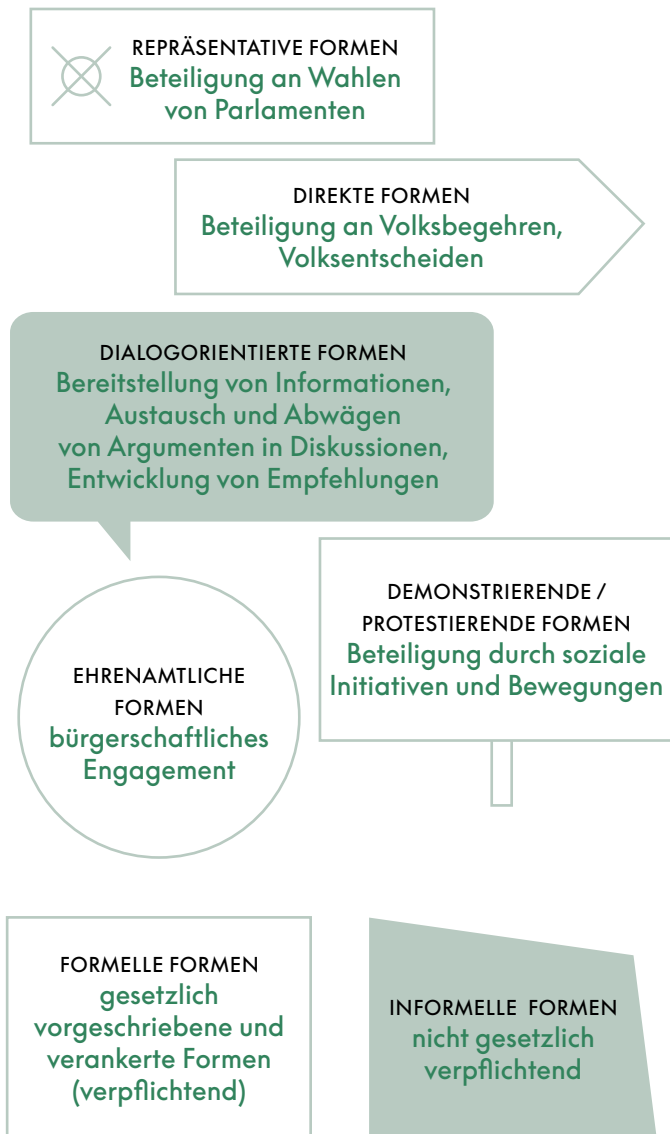 REPRÄSENTATIVE FORMEN
Beteiligung an Wahlen
von Parlamenten
DIREKTE FORMEN
Beteiligung an Volksbegehren,
Volksentscheiden
DIALOGORIENTIERTE FORMEN
Bereitstellung von Informationen,
Austausch und Abwägen
von Argumenten in Diskussionen,
Entwicklung von Empfehlungen
DEMONSTRIERENDE /
PROTESTIERENDE FORMEN
Beteiligung durch soziale
Initiativen und Bewegungen
EHRENAMTLICHE
FORMEN
bürgerschaftliches
Engagement
FORMELLE FORMEN
gesetzlich
vorgeschriebene und
verankerte Formen
(verpflichtend)
INFORMELLE FORMEN
nicht gesetzlich
verpflichtend